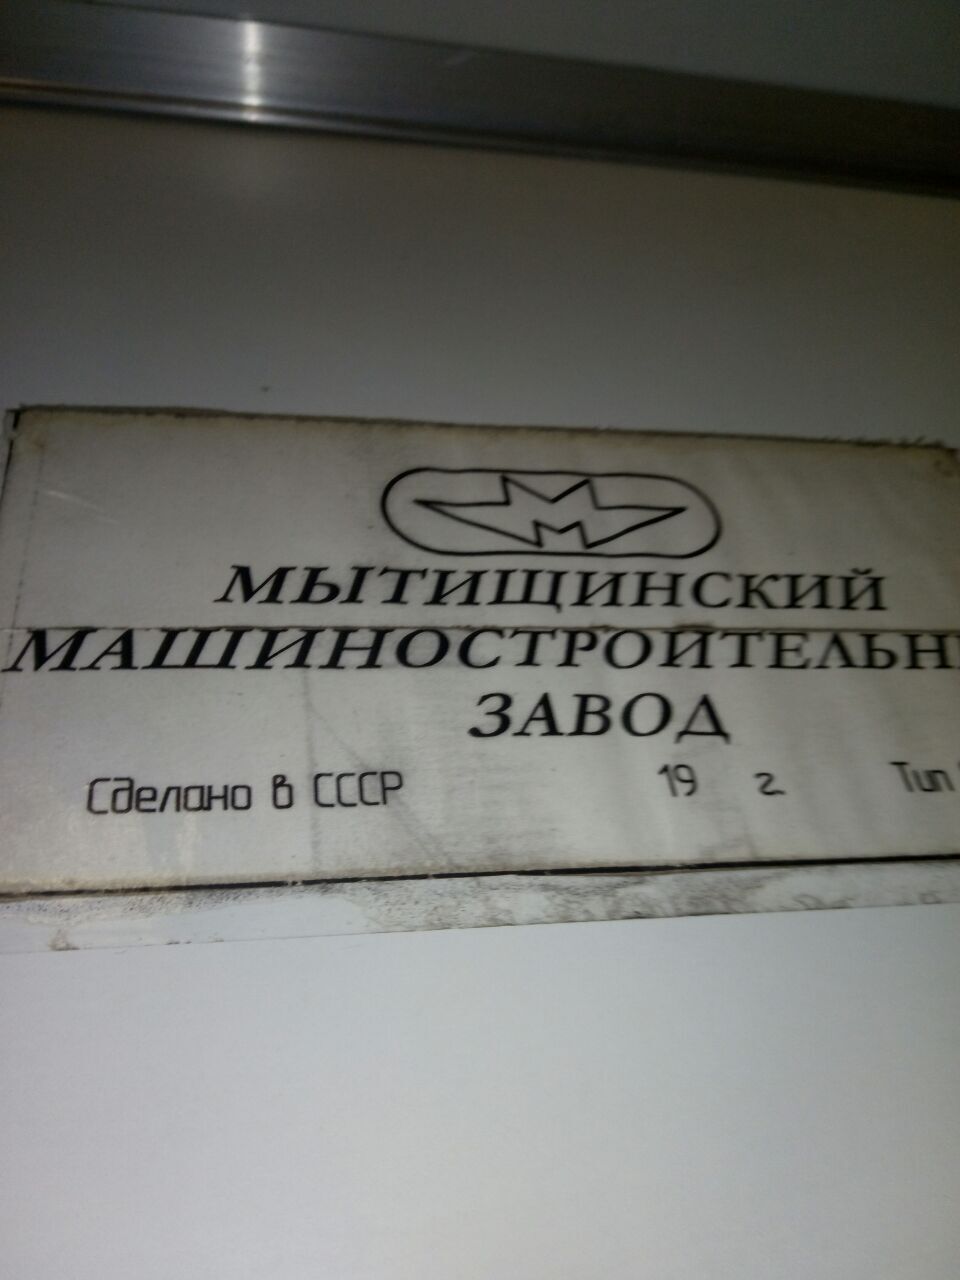 МЫТИЩИНСКИЙ
МАШИНОСТРОИТЕЛЬН
ЗАВОД
Сделано в СССР 19 г. Тип